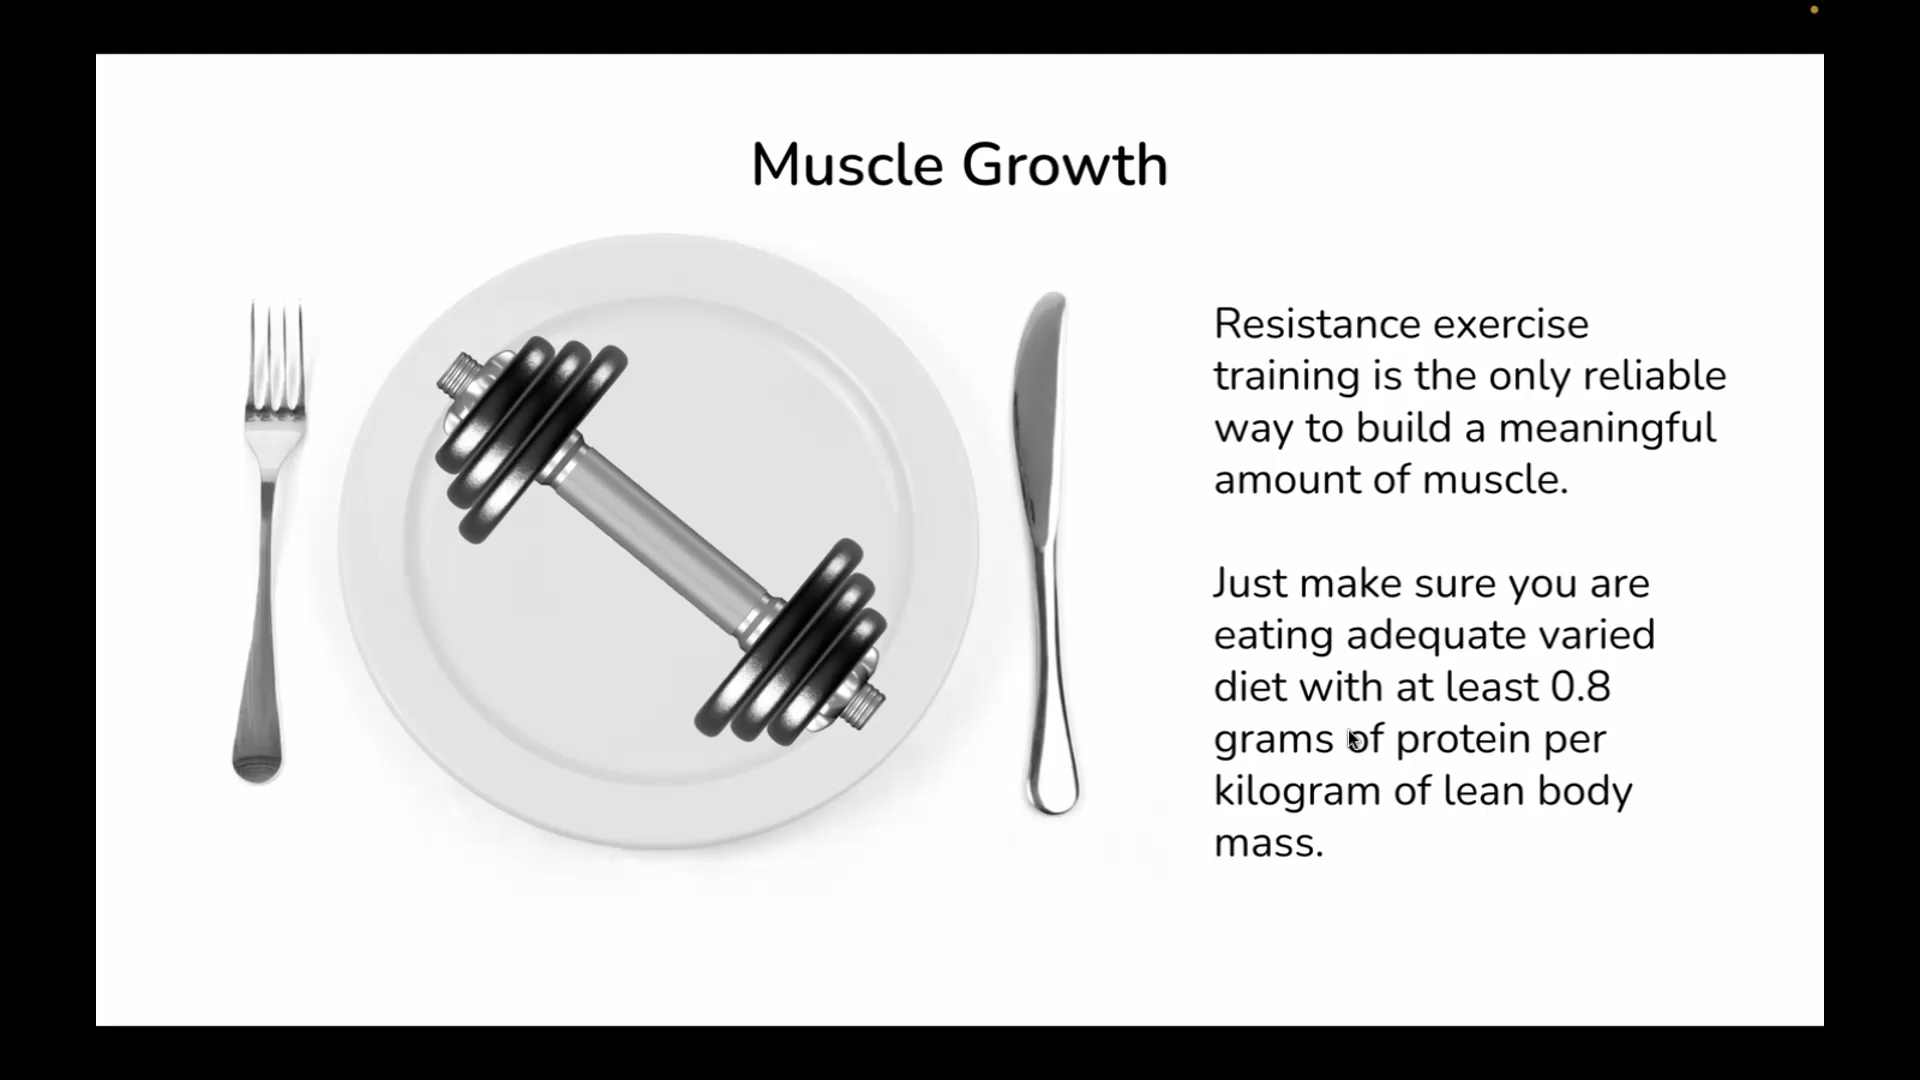 Muscle Growth
Resistance exercise
training is the only reliable
way to build a meaningful
amount of muscle.
Just make sure you are
eating adequate varied
diet with at least 0.8
grams of protein per
kilogram of lean body
mass.